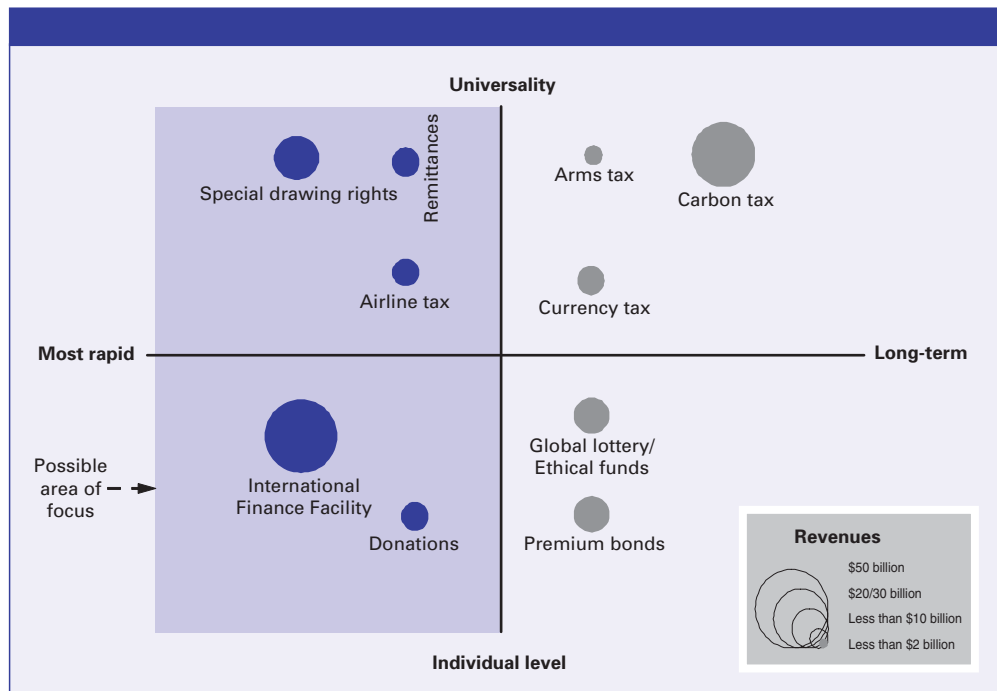 Universality
Special drawing rights
Remittances
Arms tax
Carbon tax
Airline tax
Currency tax
Most rapid
Long-term
Possible
area of
focus
International
Finance Facility
Donations
Global lottery/
Ethical funds
Premium bonds
Individual level
Revenues
$50 billion
$20/30 billion
Less than $10 billion
Less than $2 billion